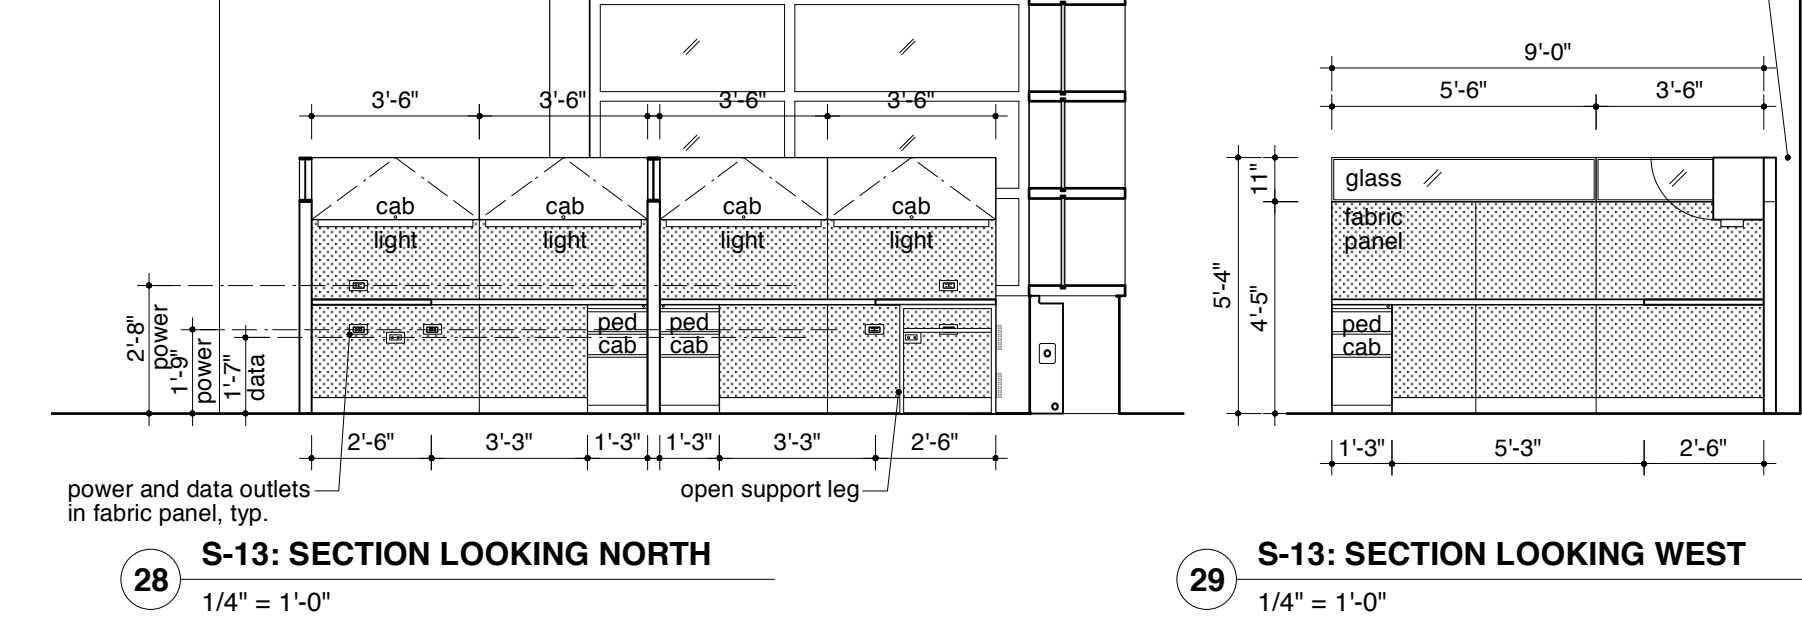 3'-6" 3'-6" 3'-6" 3'-6"
cab cab cab cab
light light light light
2'-8"
power
1'-9"
power
1'-7"
data
ped ped
cab cab
2'-6" 3'-3" 1'-3" 1'-3" 3'-3" 2'-6"
power and data outlets
in fabric panel, typ.
open support leg
28
S-13: SECTION LOOKING NORTH
1/4" = 1'-0"
9'-0"
5'-6" 3'-6"
11"
5'-4"
4'-5"
glass
fabric
panel
ped
cab
1'-3" 5'-3" 2'-6"
29
S-13: SECTION LOOKING WEST
1/4" = 1'-0"